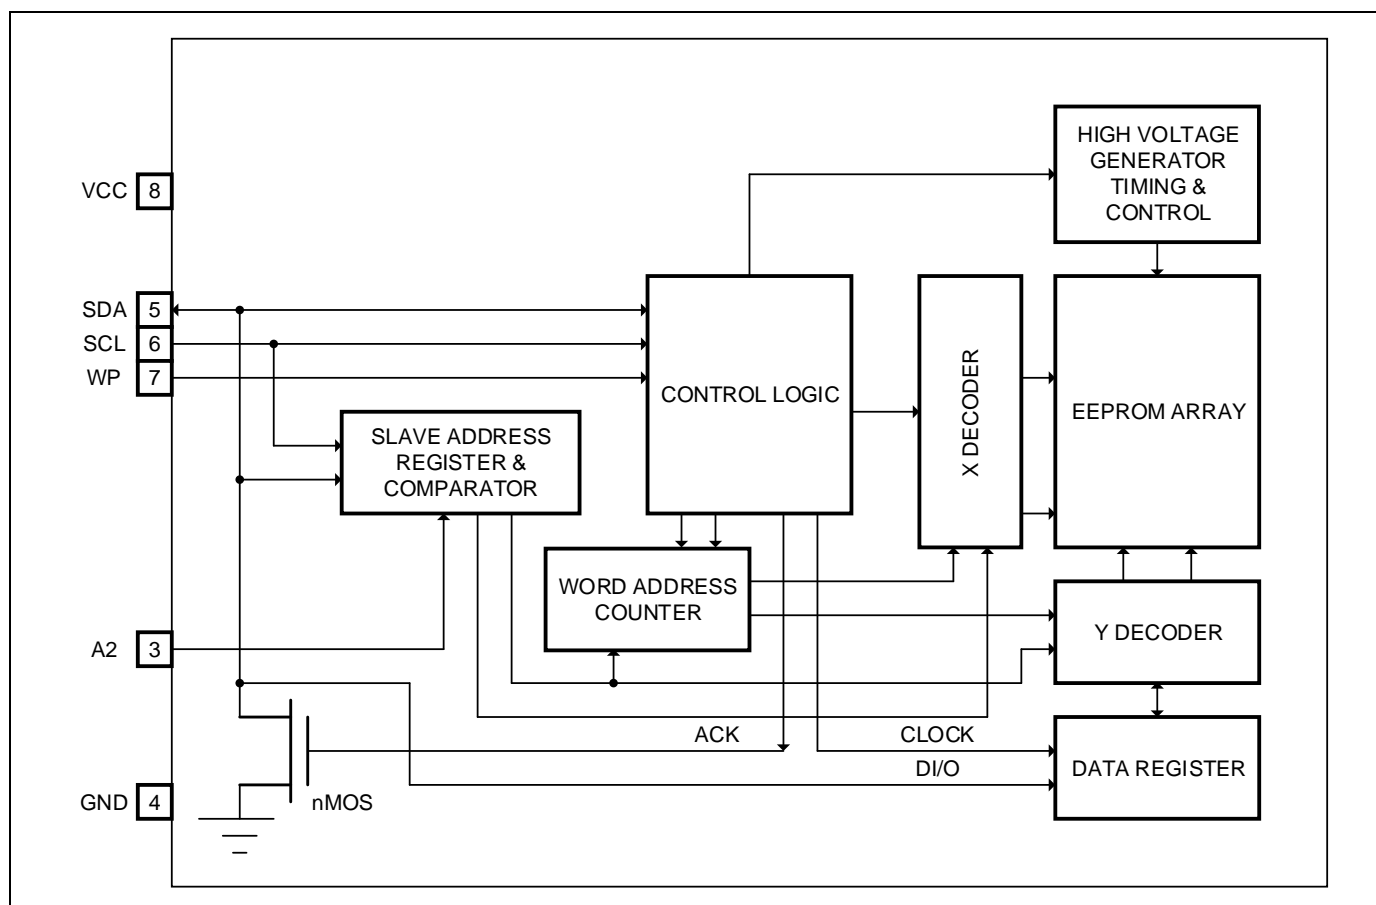 HIGH VOLTAGE
GENERATOR
TIMING &
CONTROL
VCC 8
SDA 5
SCL 6
WP 7
CONTROL LOGIC
X DECODER
EEPROM ARRAY
SLAVE ADDRESS
REGISTER &
COMPARATOR
WORD ADDRESS
COUNTER
Y DECODER
A2 3
ACK
CLOCK
DI/O
DATA REGISTER
GND 4
nMOS